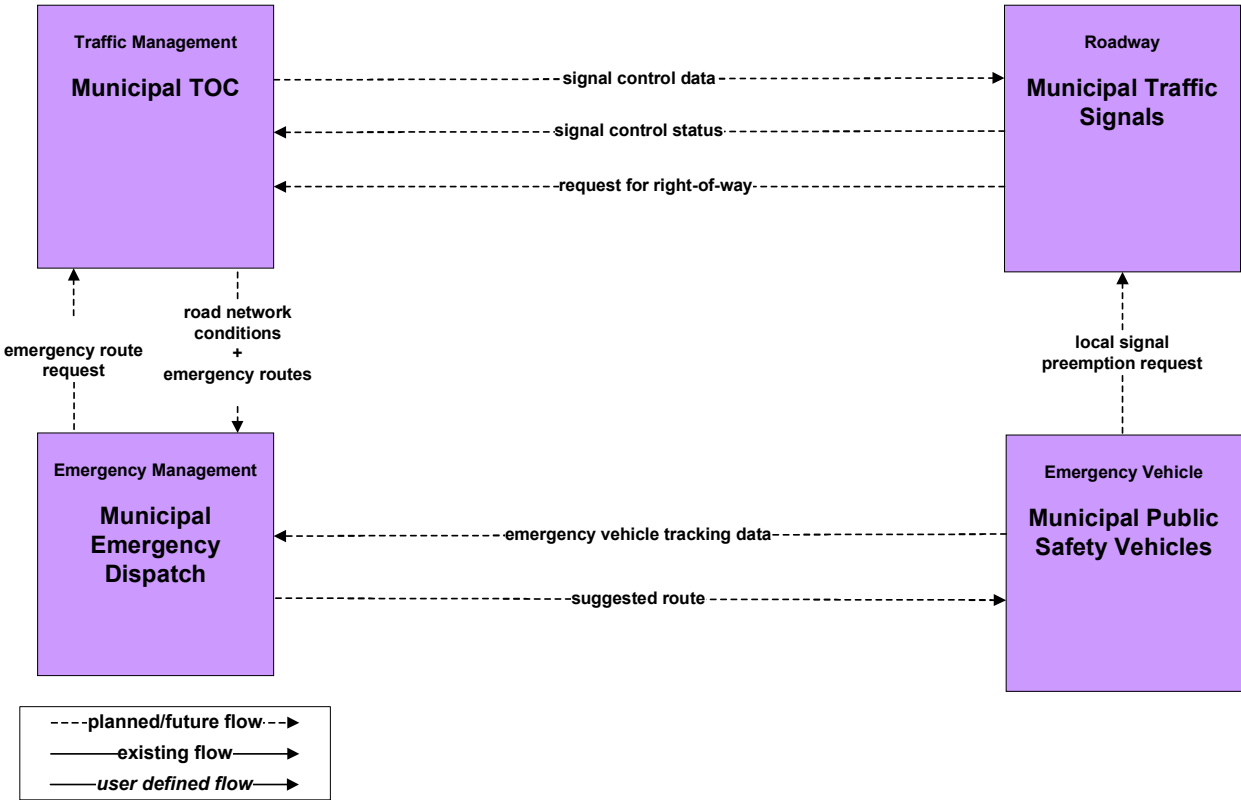 Traffic Management
Municipal TOC
Roadway
Municipal Traffic
Signals
signal control data
signal control status
request for right-of-way
emergency route
request
road network
conditions
+
emergency routes
local signal
preemption request
Emergency Management
Municipal
Emergency
Dispatch
Emergency Vehicle
Municipal Public
Safety Vehicles
emergency vehicle tracking data
suggested route
planned/future flow
existing flow
user defined flow